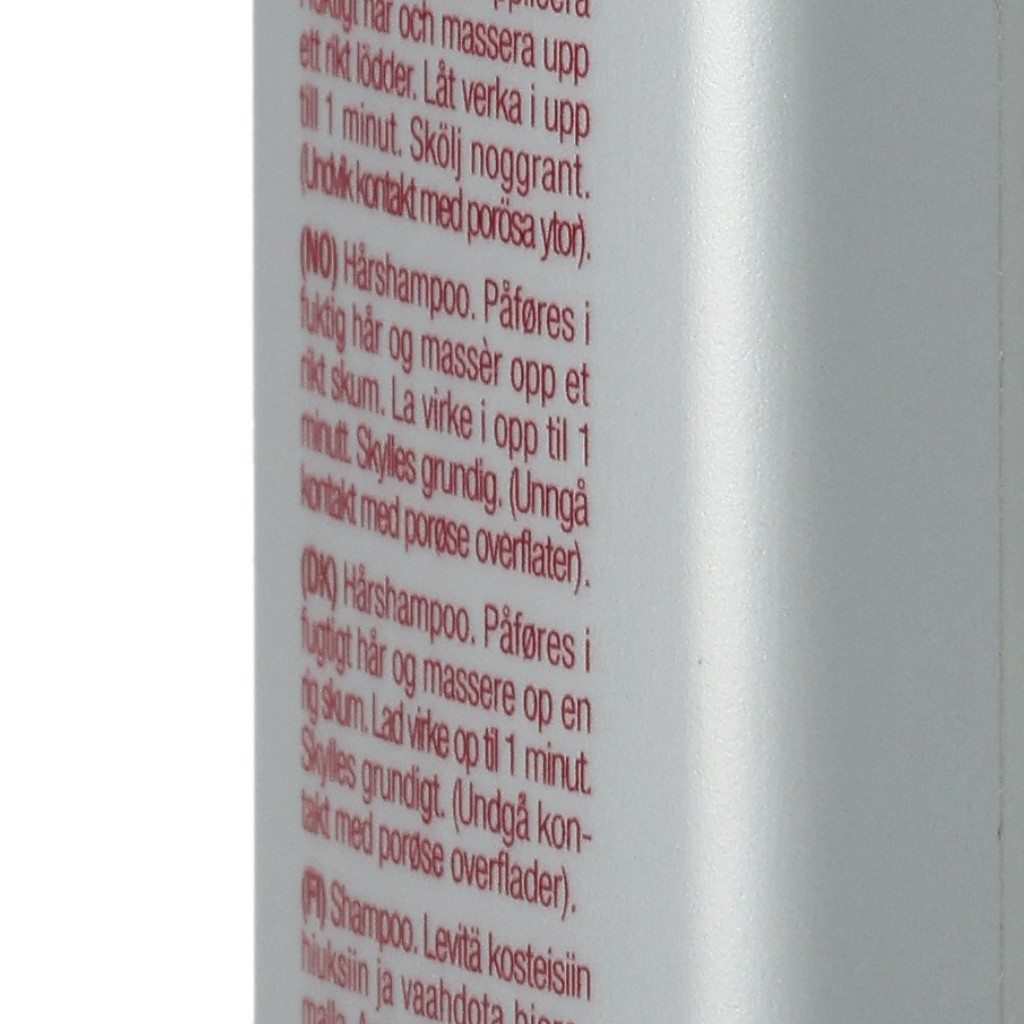 fuktigt hår och massera upp
ett rikt lödder. Låt verka i upp
till 1 minut. Skölj noggrant.
(Undvik kontakt med porösa ytor).
(NO) Hårshampoo. Påføres i
fuktig hår og massèr opp et
rikt skum. La virke i opp til 1
minutt. Skylles grundig. (Unngå
kontakt med porøse overflater).
(DK) Hårshampoo. Påføres i
fugtigt hår og massere op en
rig skum. Lad virke op til 1 minut.
Skylles grundigt. (Undgå kon-
takt med porøse overflader).
(FI) Shampoo. Levitä kosteisiin
hiuksiin ja vaahdota